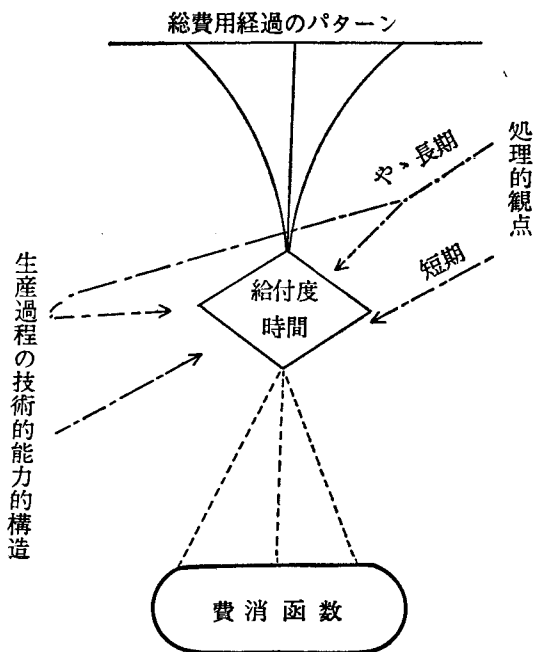 総費用経過のパターン
処理的観点
やゝ長期
短期
給付度
時間
生産過程の技術的能力的構造
費消函数